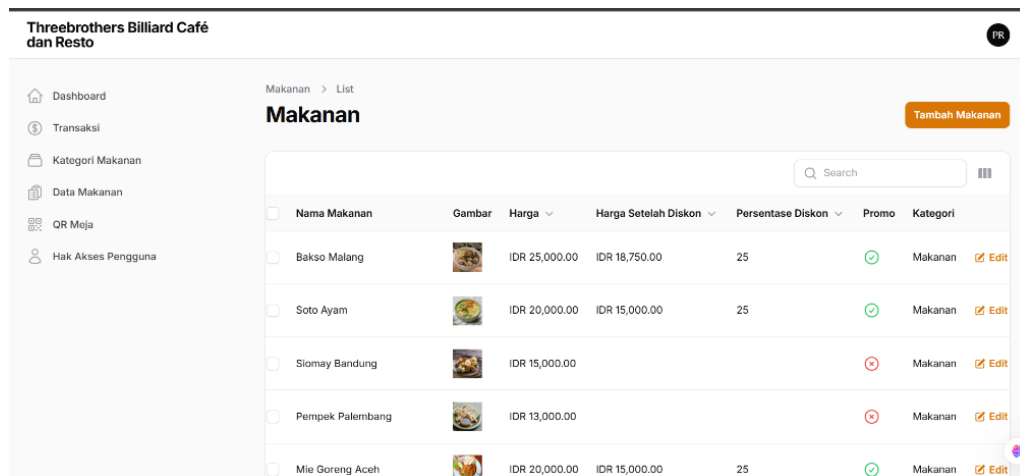 Threebrothers Billiard Café
dan Resto
PR
Dashboard
Transaksi
Kategori Makanan
Data Makanan
QR Meja
Hak Akses Pengguna
Makanan > List
Makanan
Tambah Makanan
Search
Nama Makanan Gambar Harga Harga Setelah Diskon Persentase Diskon Promo Kategori
Bakso Malang IDR 25,000.00 IDR 18,750.00 25 Makanan Edit
Soto Ayam IDR 20,000.00 IDR 15,000.00 25 Makanan Edit
Siomay Bandung IDR 15,000.00 Makanan Edit
Pempek Palembang IDR 13,000.00 Makanan Edit
Mie Goreng Aceh IDR 20,000.00 IDR 15,000.00 25 Makanan Edit